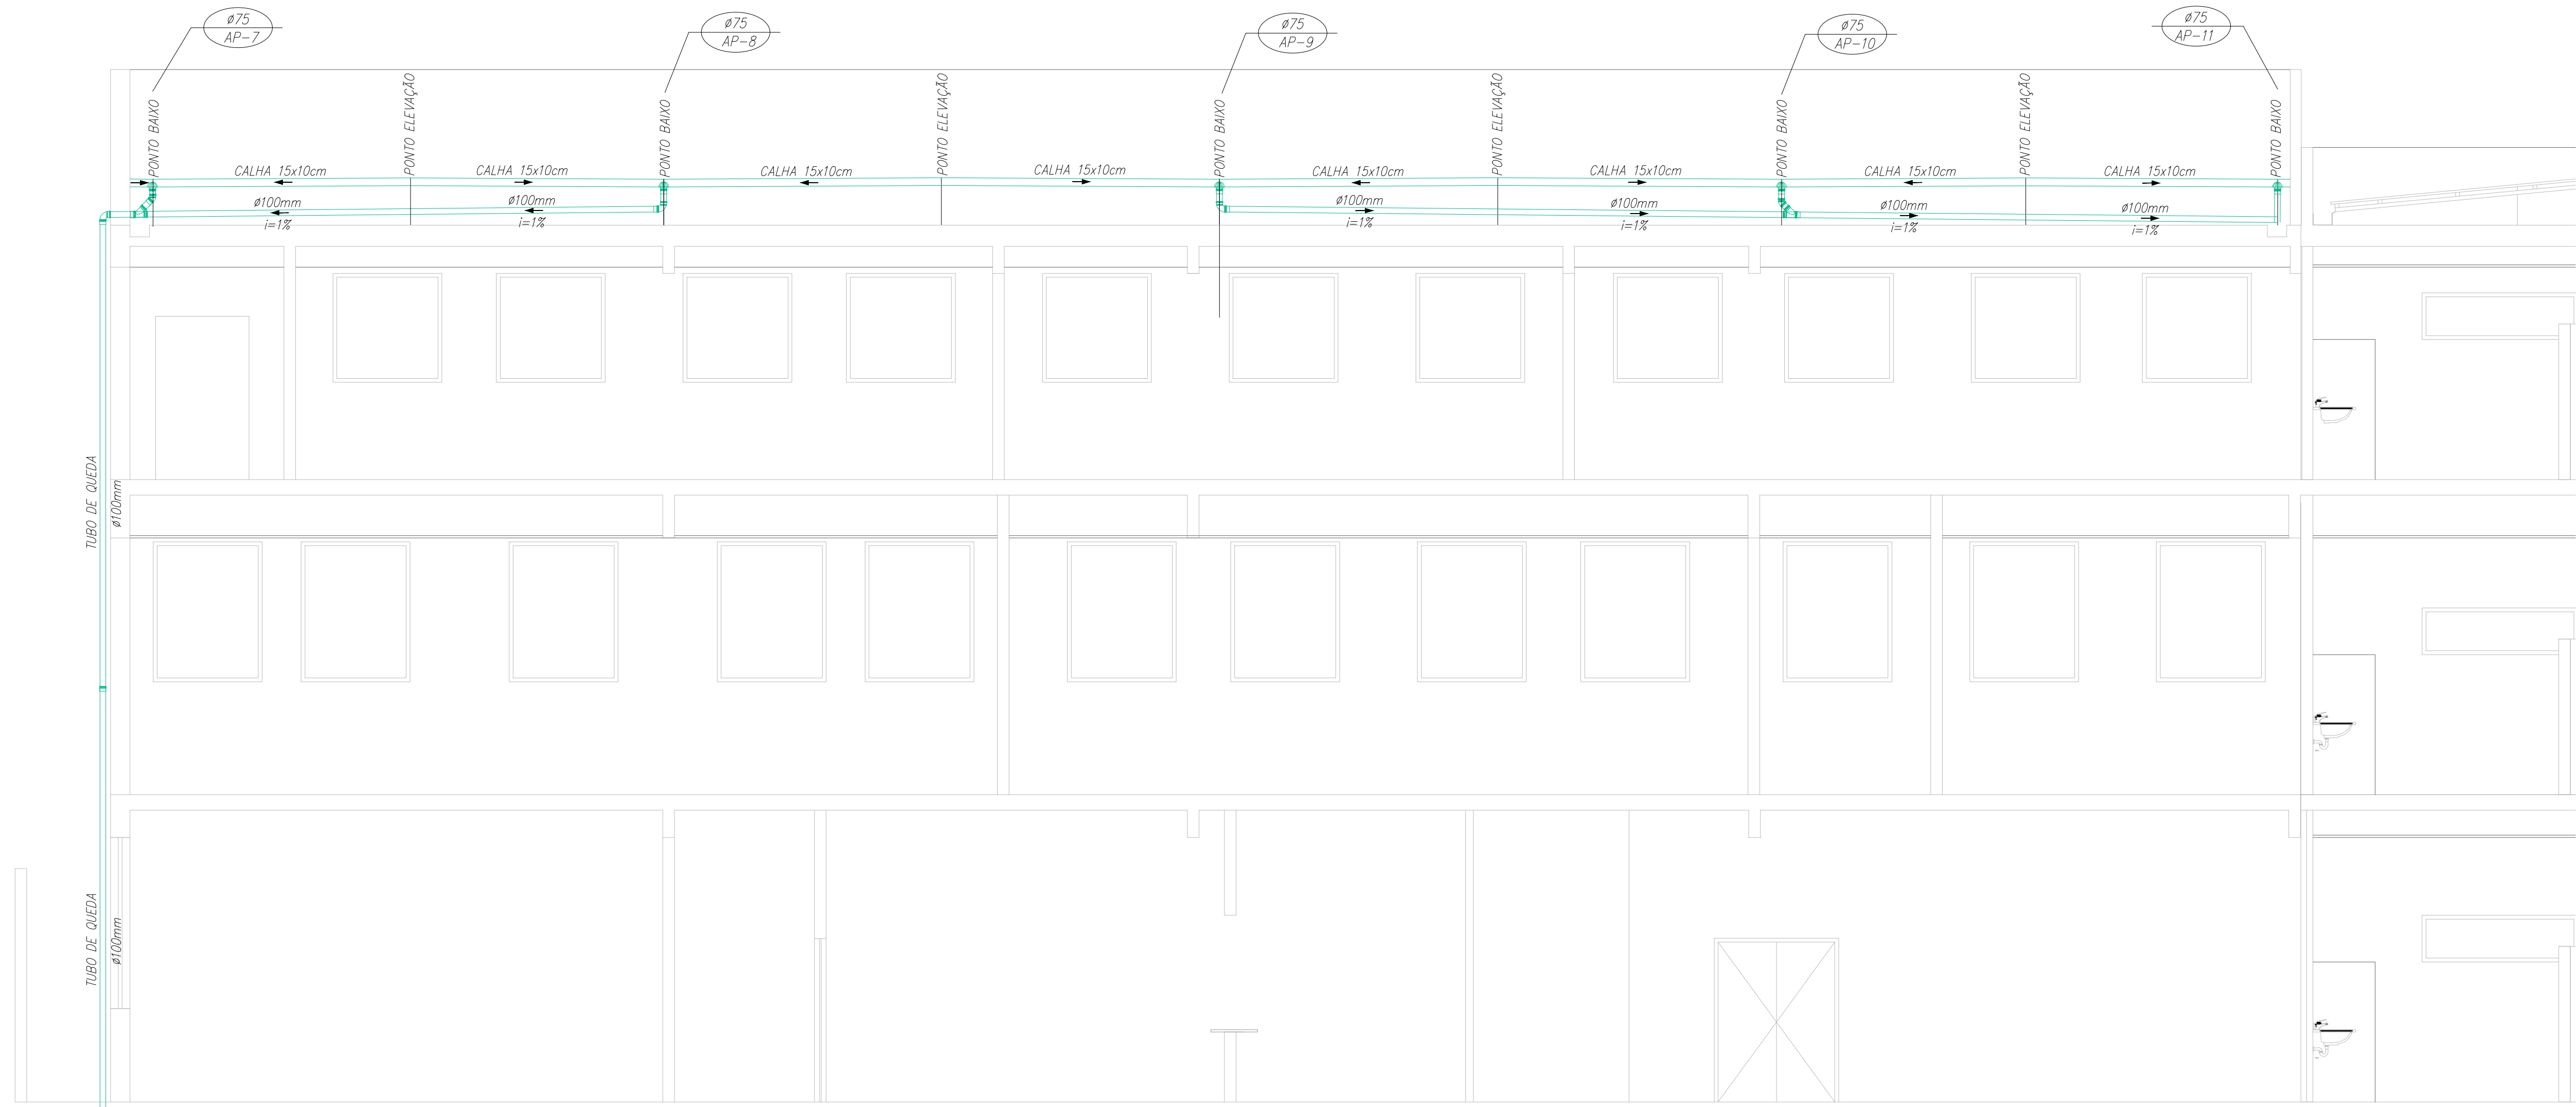 ø75
AP-7
ø75
AP-8
ø75
AP-9
ø75
AP-10
ø75
AP-11
PONTO BAIXO
PONTO ELEVAÇÃO
PONTO BAIXO
PONTO ELEVAÇÃO
PONTO BAIXO
PONTO ELEVAÇÃO
PONTO BAIXO
PONTO ELEVAÇÃO
PONTO BAIXO
CALHA 15x10cm
CALHA 15x10cm
CALHA 15x10cm
CALHA 15x10cm
CALHA 15x10cm
CALHA 15x10cm
CALHA 15x10cm
CALHA 15x10cm
ø100mm
i=1%
ø100mm
i=1%
ø100mm
i=1%
ø100mm
i=1%
ø100mm
i=1%
ø100mm
i=1%
TUBO DE QUEDA
ø100mm
TUBO DE QUEDA
ø100mm